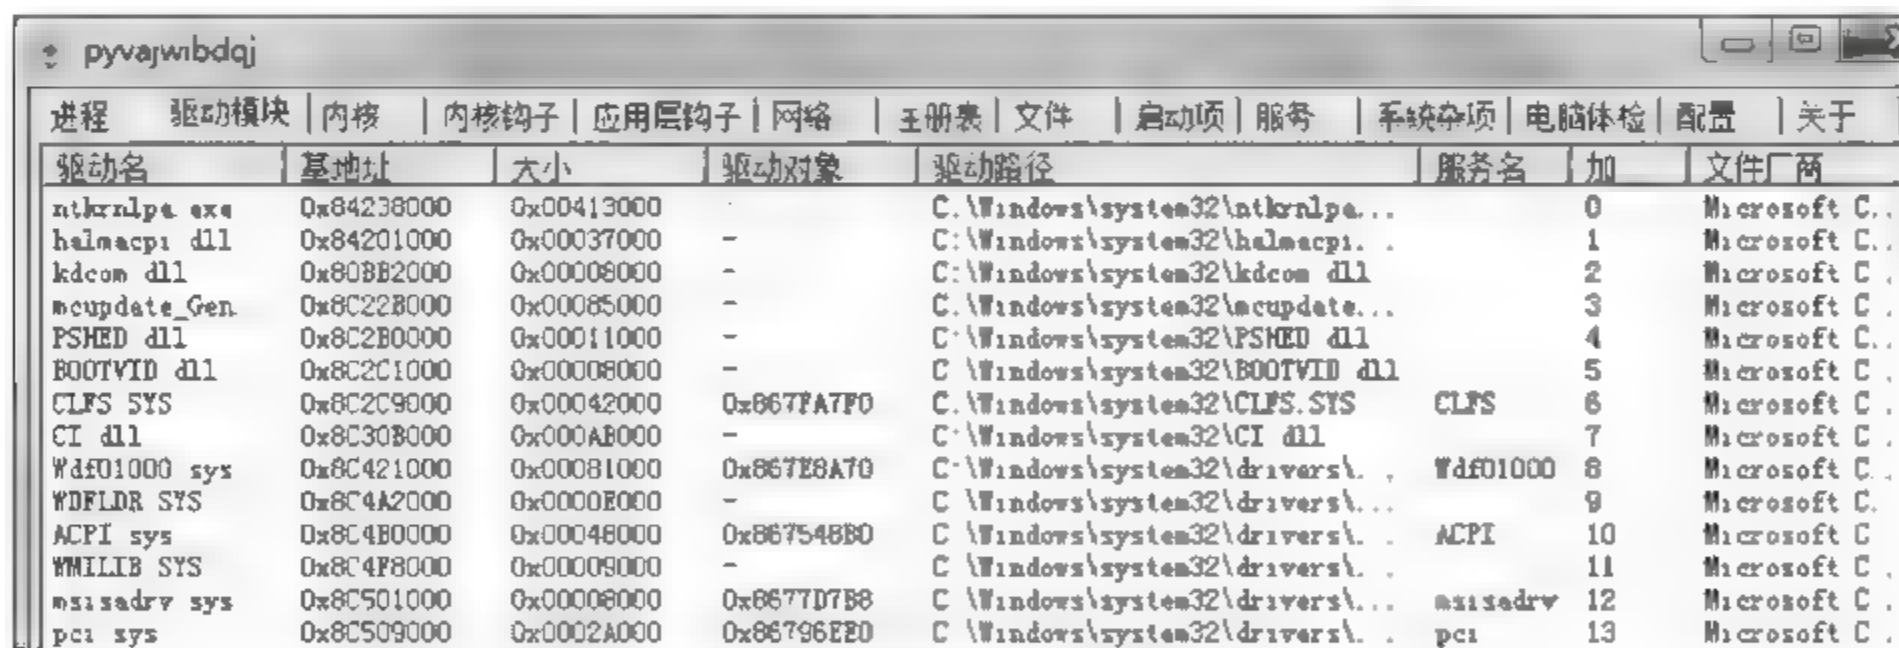 pyvajwibdqj
进程 驱动模块 内核 内核钩子 应用层钩子 网络 注册表 文件 启动项 服务 系统杂项 电脑体检 配置 关于
驱动名 基地址 大小 驱动对象 驱动路径 服务名 加 文件厂商
ntkrnlpa.exe 0x84238000 0x00413000 - C:\Windows\system32\ntkrnlpa... 0 Microsoft C...
halmacpi.dll 0x84201000 0x00037000 - C:\Windows\system32\halmacpi... 1 Microsoft C...
kdcom.dll 0x80BB2000 0x00008000 - C:\Windows\system32\kdcom.dll 2 Microsoft C...
mcupdate_Gen... 0x8C22B000 0x00085000 - C:\Windows\system32\mcupdate... 3 Microsoft C...
PSHED.dll 0x8C2B0000 0x00011000 - C:\Windows\system32\PSHED.dll 4 Microsoft C...
BOOTVID.dll 0x8C2C1000 0x00008000 - C:\Windows\system32\BOOTVID.dll 5 Microsoft C...
CLFS.SYS 0x8C2C9000 0x00042000 0x867FA7F0 C:\Windows\system32\CLFS.SYS CLFS 6 Microsoft C...
CI.dll 0x8C30B000 0x000AB000 - C:\Windows\system32\CI.dll 7 Microsoft C...
Wdf01000.sys 0x8C421000 0x00081000 0x867E8A70 C:\Windows\system32\drivers\... Wdf01000 8 Microsoft C...
WDFLDR.SYS 0x8C4A2000 0x0000E000 - C:\Windows\system32\drivers\... 9 Microsoft C...
ACPI.sys 0x8C4B0000 0x00048000 0x867548B0 C:\Windows\system32\drivers\... ACPI 10 Microsoft C...
WMILIB.SYS 0x8C4F8000 0x00009000 - C:\Windows\system32\drivers\... 11 Microsoft C...
msisadrv.sys 0x8C501000 0x00008000 0x8677D7B8 C:\Windows\system32\drivers\... msisadrv 12 Microsoft C...
pci.sys 0x8C509000 0x0002A000 0x86796EE0 C:\Windows\system32\drivers\... pci 13 Microsoft C...